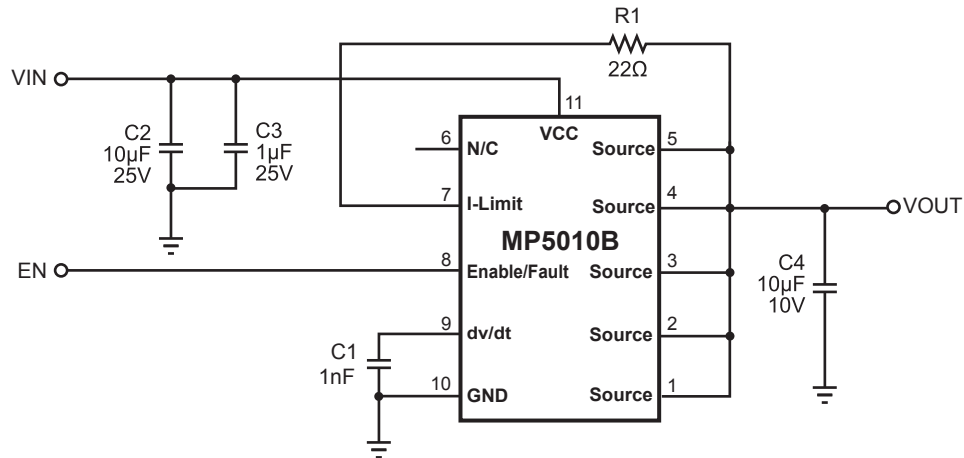 R1
22Ω
VIN
C2
10µF
25V
C3
1µF
25V
11
VCC
6
N/C
Source
5
7
I-Limit
Source
4
MP5010B
VOUT
EN
8
Enable/Fault
Source
3
C4
10µF
10V
9
dv/dt
Source
2
C1
1nF
10
GND
Source
1